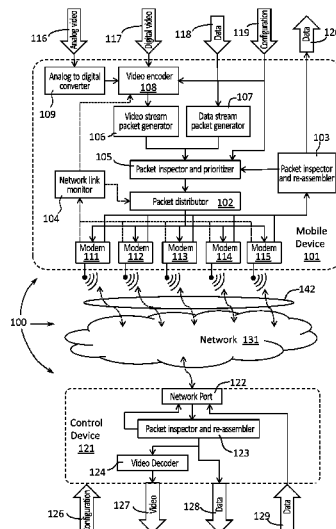 116
Analog video
117
Digital Video
118
Data
119
Configuration
Data
Analog to digital
converter
109
Video encoder
108
Video stream
packet generator
106
Data stream
packet generator
107
103
105
Packet inspector and prioritizer
Packet inspector
and re-assembler
Network link
monitor
104
Packet distributor 102
Modem
111
Modem
112
Modem
113
Modem
114
Modem
115
Mobile
Device
101
142
100
Network 131
122
Network Port
Control
Device
121
Packet inspector and re-assembler
123
124
Video Decoder
126
127
Video
128
Data
129
Data